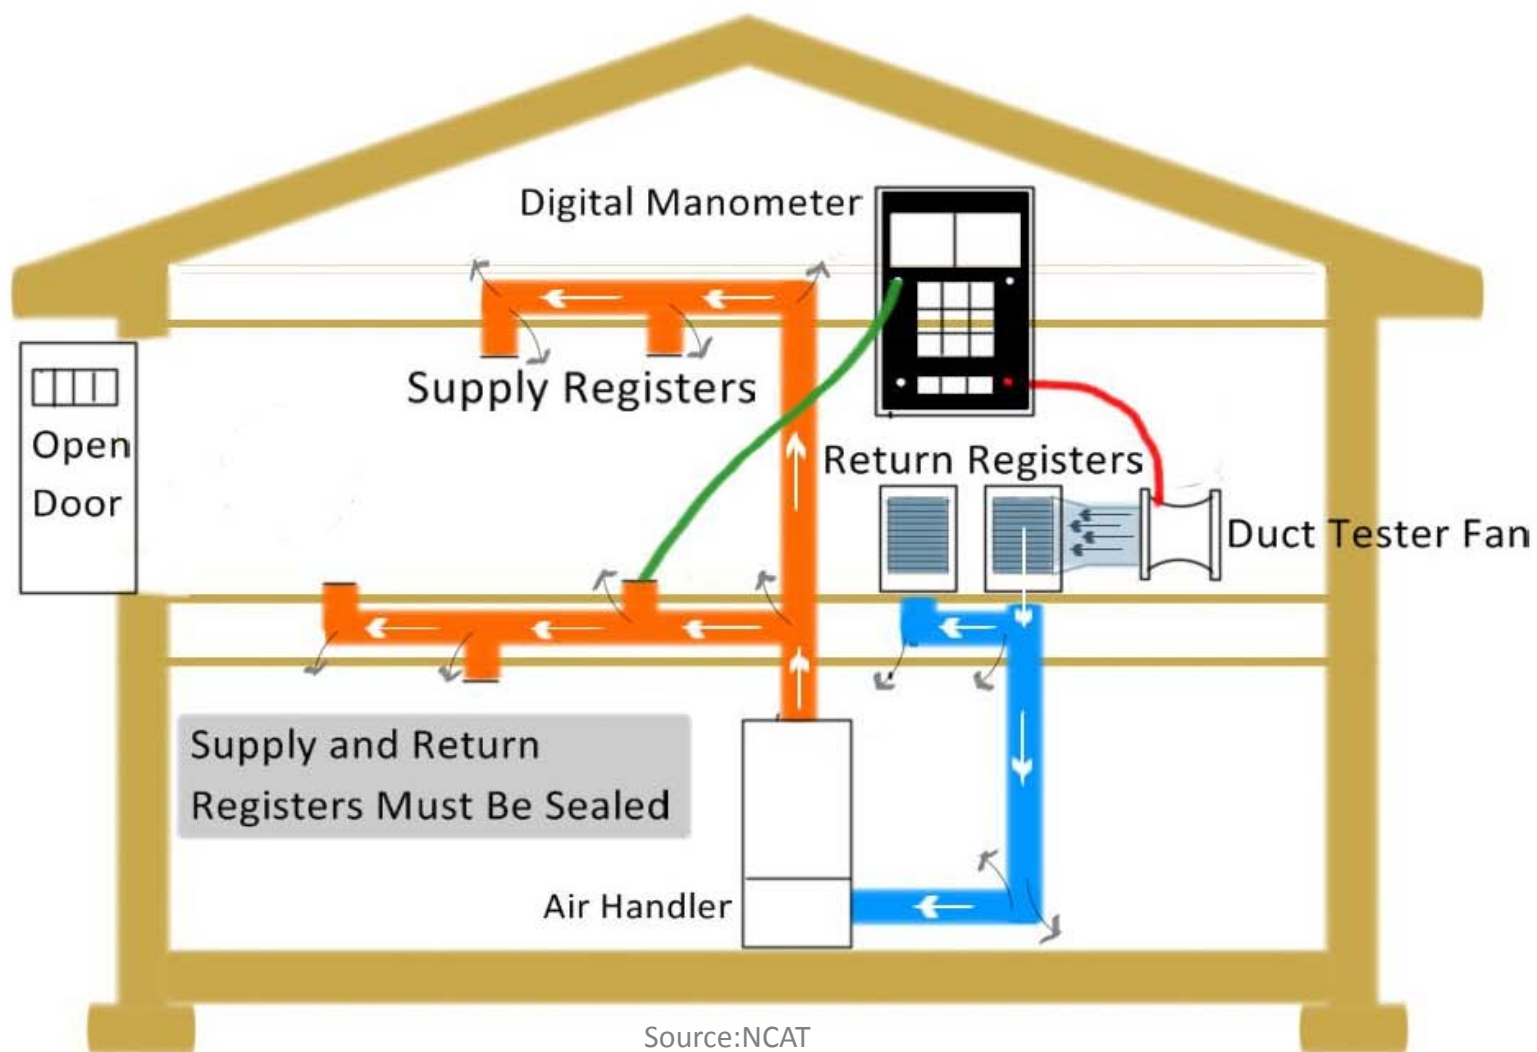 Digital Manometer
Supply Registers
Open
Door
Return Registers
Duct Tester Fan
Supply and Return
Registers Must Be Sealed
Air Handler
Source:NCAT